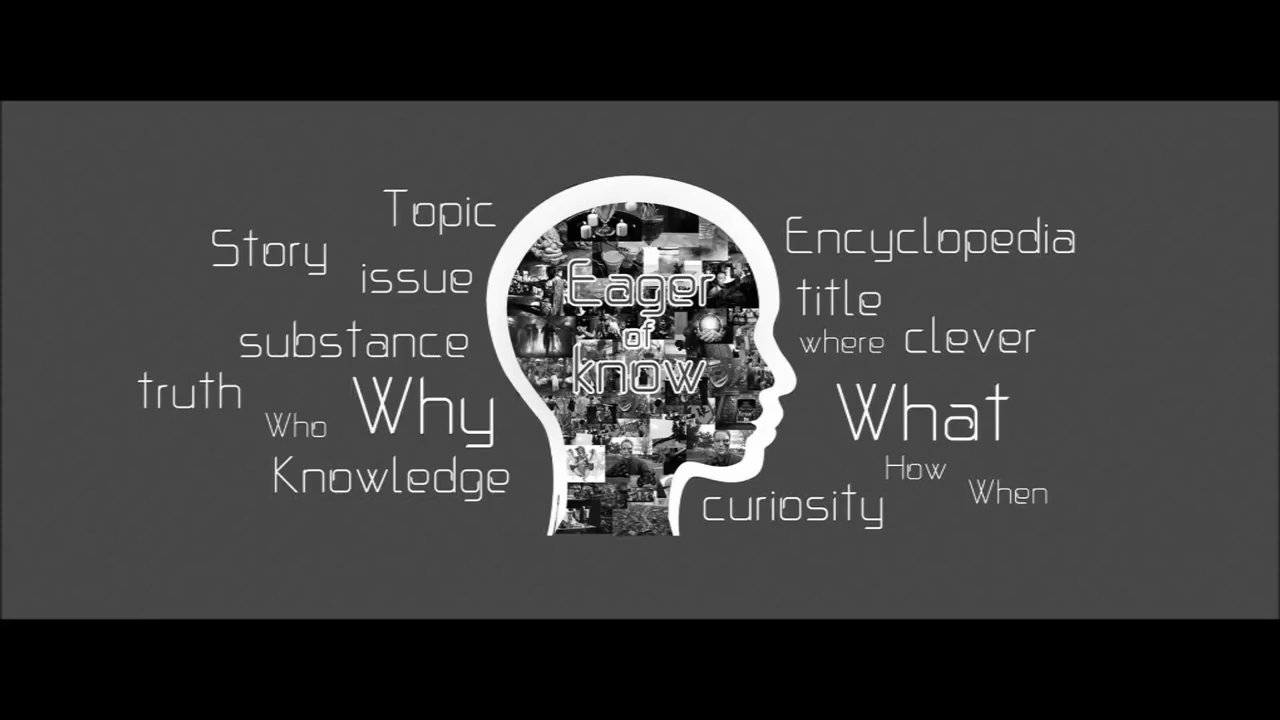 Topic
Story
issue
substance
truth
Who
Why
Knowledge
Eager
of
know
Encyclopedia
title
where clever
What
How
When
curiosity